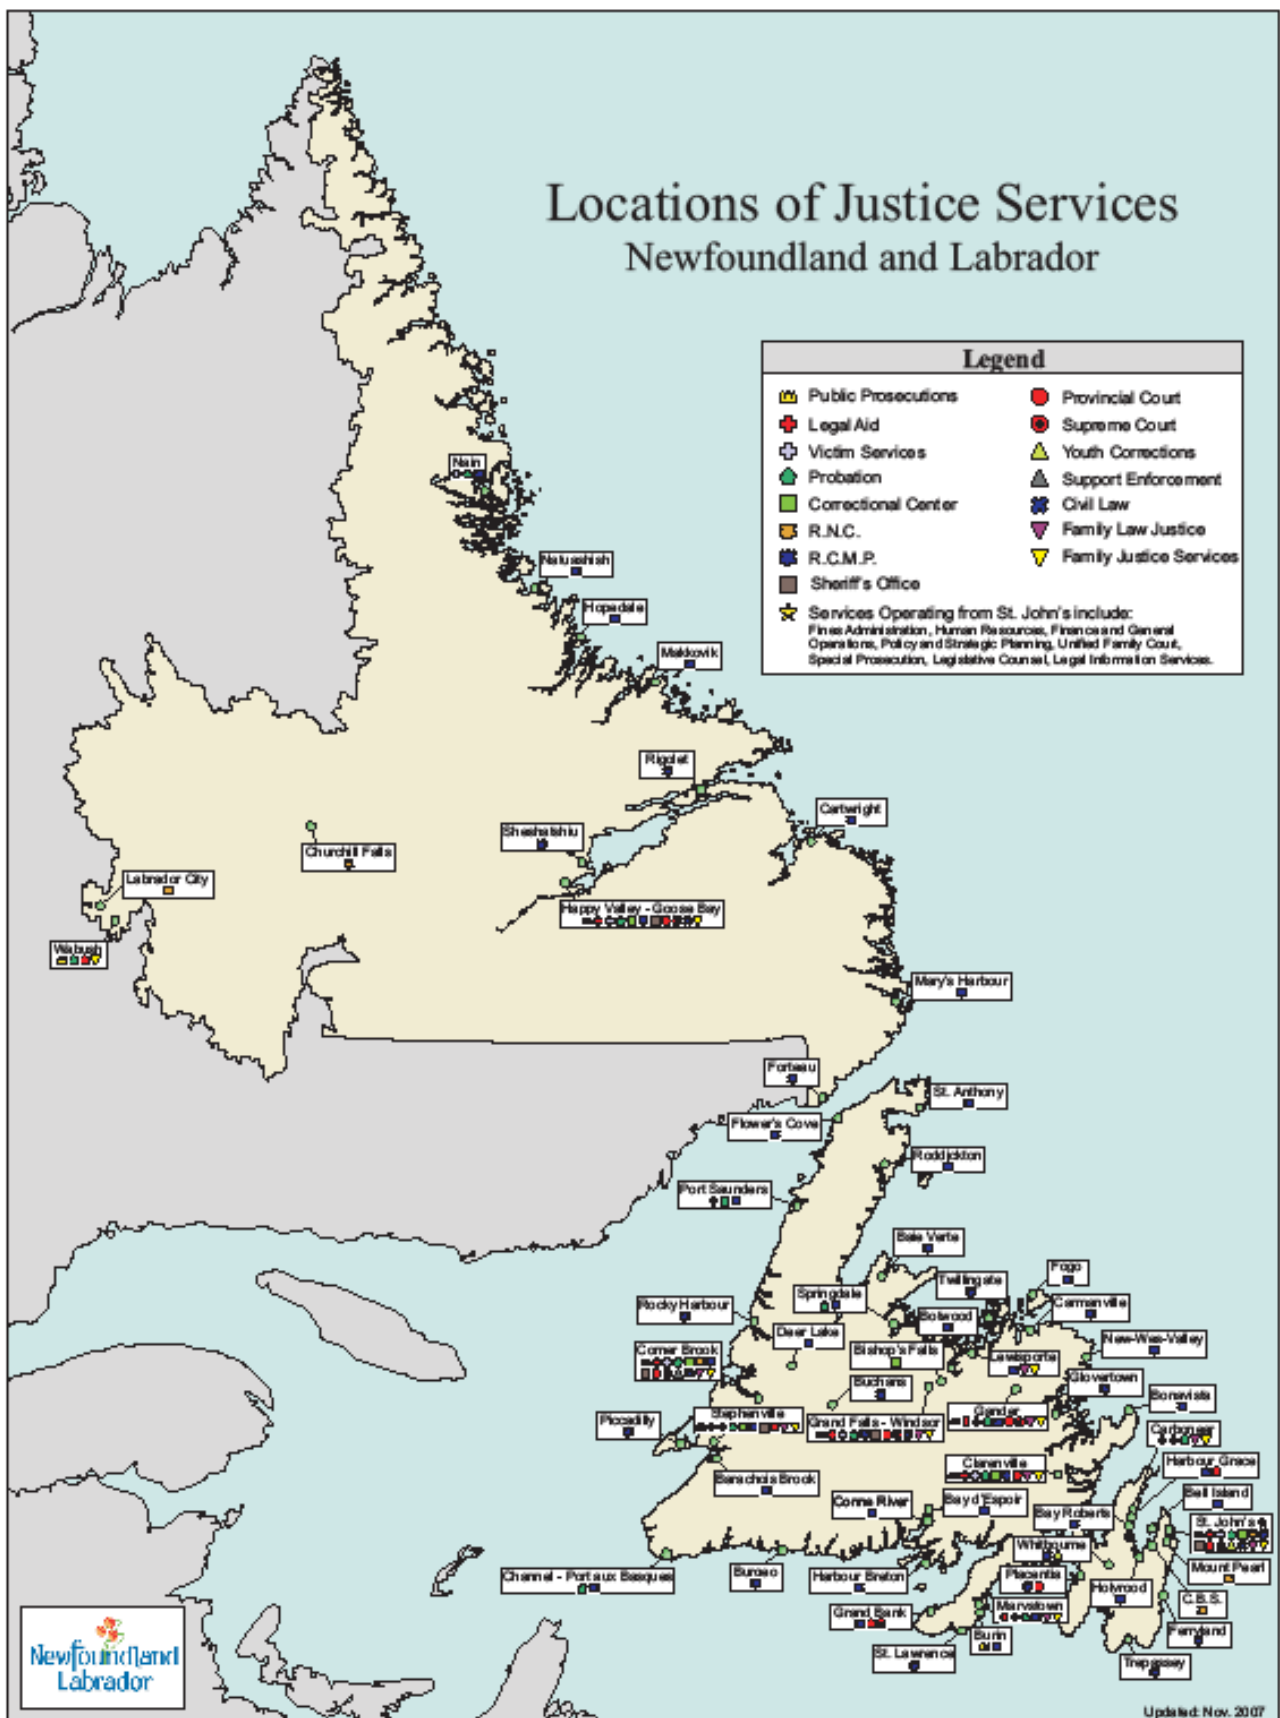 Locations of Justice Services
Newfoundland and Labrador
Legend
Public Prosecutions
Legal Aid
Victim Services
Probation
Correctional Center
R.N.C.
R.C.M.P.
Sheriff's Office
Provincial Court
Supreme Court
Youth Corrections
Support Enforcement
Civil Law
Family Law Justice
Family Justice Services
Services Operating from St. John's include:
Fines Administration, Human Resources, Finance and General
Operations, Policy and Strategic Planning, Unified Family Court,
Special Prosecution, Legislative Counsel, Legal Information Services.
Nain
Natuashish
Hopedale
Makkovik
Rigolet
Cartwright
Sheshatshiu
Churchill Falls
Labrador City
Happy Valley - Goose Bay
Wabush
Mary's Harbour
Forteau
St. Anthony
Flower's Cove
Roddickton
Port Saunders
Baie Verte
Fogo
Twillingate
Springdale
Carmanville
Rocky Harbour
Botwood
Deer Lake
New-Wes-Valley
Corner Brook
Bishop's Falls
Lewisporte
Glovertown
Buchans
Bonavista
Stephenville
Grand Falls - Windsor
Gander
Piccadilly
Carbonear
Clarenville
Harbour Grace
Barachois Brook
Bell Island
Conne River
Bay d'Espoir
Bay Roberts
St. John's
Whitbourne
Mount Pearl
Channel - Port aux Basques
Burgeo
Harbour Breton
Placentia
Holyrood
C.B.S.
Grand Bank
Marystown
Ferryland
Burin
St. Lawrence
Trepassey
Newfoundland
Labrador
Updated: Nov. 2007